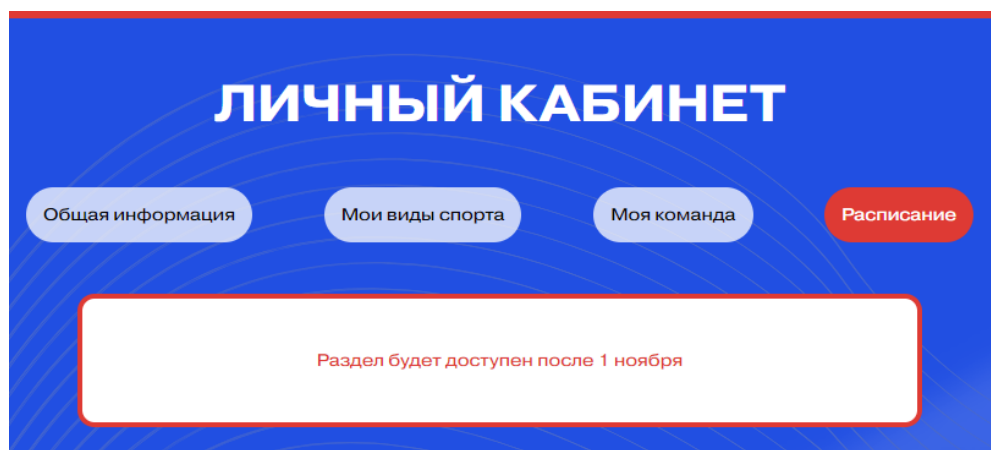 ЛИЧНЫЙ КАБИНЕТ
Общая информация
Мои виды спорта
Моя команда
Расписание
Раздел будет доступен после 1 ноября